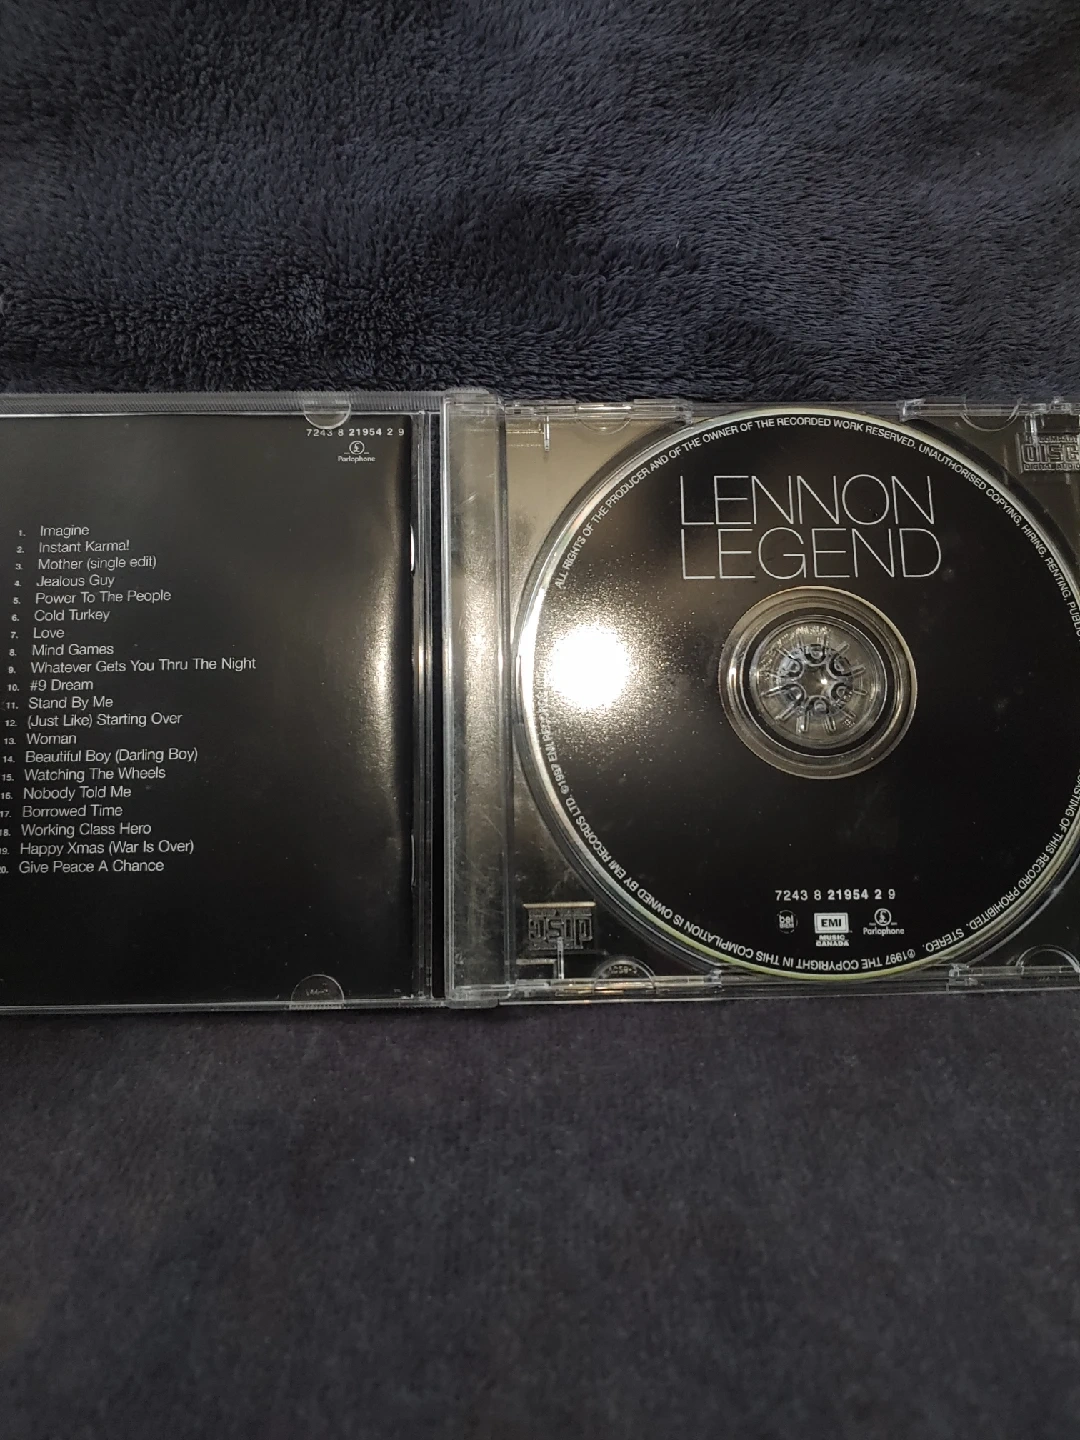 7243 8 21954 2 9
Parlophone
1. Imagine
2. Instant Karma!
3. Mother (single edit)
4. Jealous Guy
5. Power To The People
6. Cold Turkey
7. Love
8. Mind Games
9. Whatever Gets You Thru The Night
10. #9 Dream
11. Stand By Me
12. (Just Like) Starting Over
13. Woman
14. Beautiful Boy (Darling Boy)
15. Watching The Wheels
16. Nobody Told Me
17. Borrowed Time
18. Working Class Hero
19. Happy Xmas (War Is Over)
0. Give Peace A Chance
LENNON
LEGEND
ALL RIGHTS OF THE PRODUCER AND OF THE OWNER OF THE RECORDED WORK RESERVED. UNAUTHORISED COPYING, HIRING, RENTING,
OF THIS RECORD PROHIBITED. STEREO.
℗1997 THE COPYRIGHT IN THIS COMPILATION IS OWNED BY EMI RECORDS LTD. ©1997 EMI
7243 8 21954 2 9
EMI
MUSIC
CANADA
Parlophone
DISC